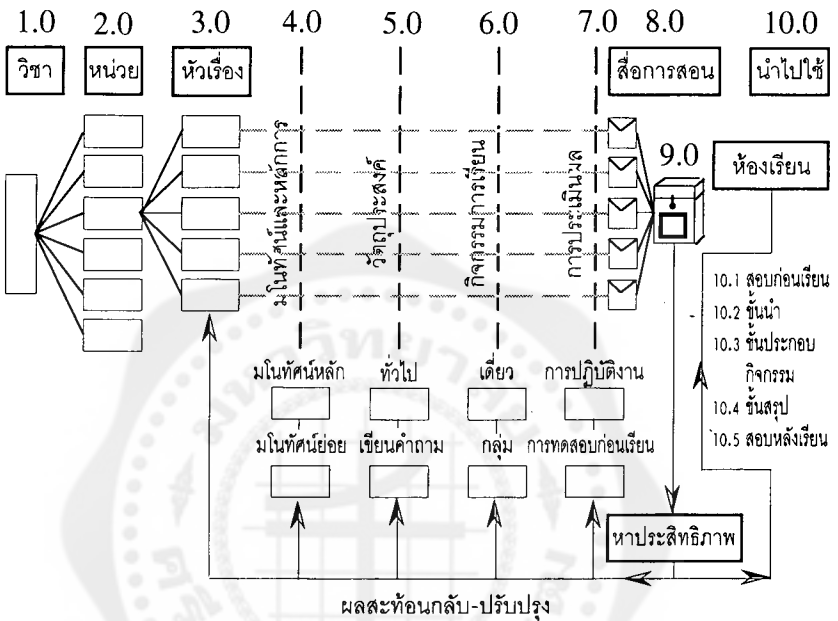 1.0 2.0 3.0 4.0 5.0 6.0 7.0 8.0 10.0
วิชา หน่วย หัวเรื่อง สื่อการสอน นำไปใช้
มโนทัศน์และหลักการ
วัตถุประสงค์
กิจกรรมการเรียน
การประเมินผล
9.0
ห้องเรียน
10.1 สอบก่อนเรียน
10.2 ขั้นนำ
10.3 ขั้นประกอบ
กิจกรรม
10.4 ขั้นสรุป
10.5 สอบหลังเรียน
มโนทัศน์หลัก ทั่วไป เดี่ยว การปฏิบัติงาน
มโนทัศน์ย่อย เขียนคำถาม กลุ่ม การทดสอบก่อนเรียน
หาประสิทธิภาพ
ผลสะท้อนกลับ-ปรับปรุง